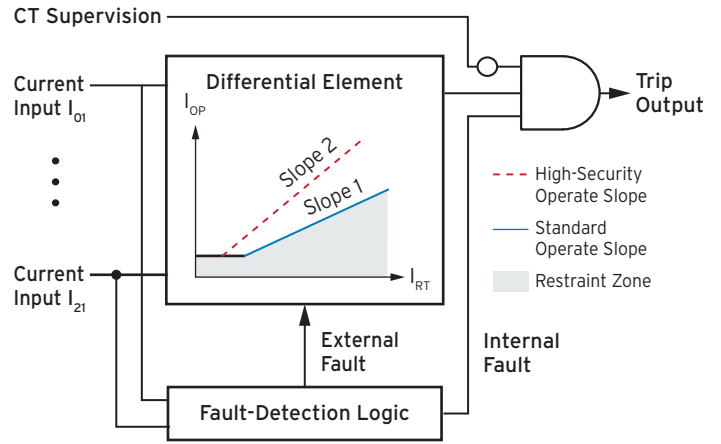 CT Supervision
Current
Input I01
Differential Element
IOP
Slope 2
Slope 1
IRT
Trip
Output
High-Security
Operate Slope
Standard
Operate Slope
Restraint Zone
Current
Input I21
External
Fault
Internal
Fault
Fault-Detection Logic